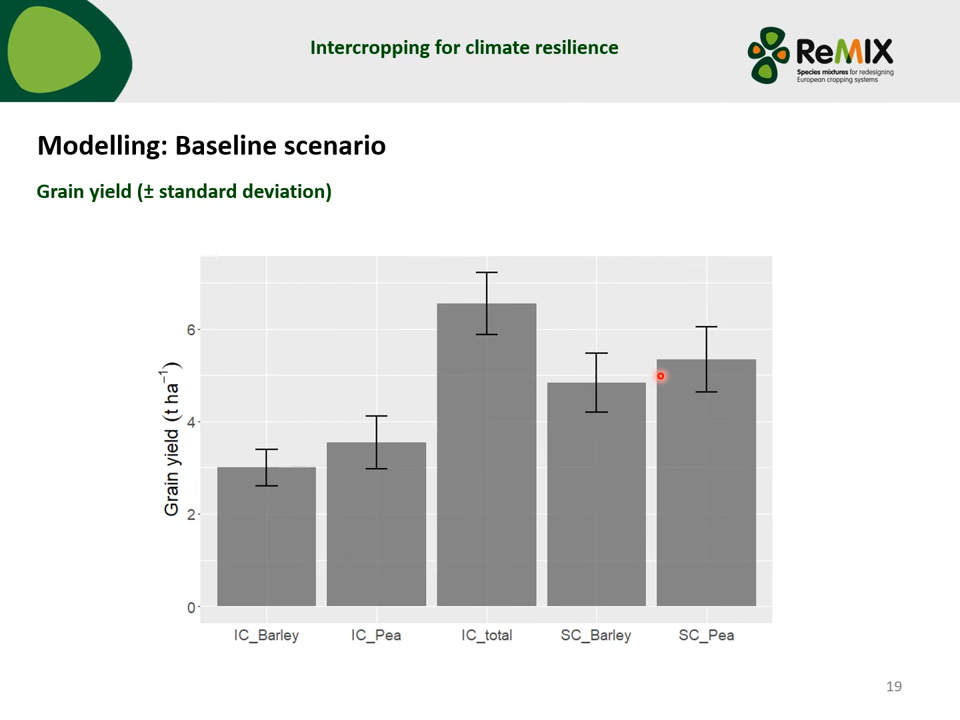 Intercropping for climate resilience
ReMIX
Species mixtures for redesigning
European cropping systems
Modelling: Baseline scenario
Grain yield (± standard deviation)
Grain yield (t ha⁻¹)
6
4
2
0
IC_Barley
IC_Pea
IC_total
SC_Barley
SC_Pea
19